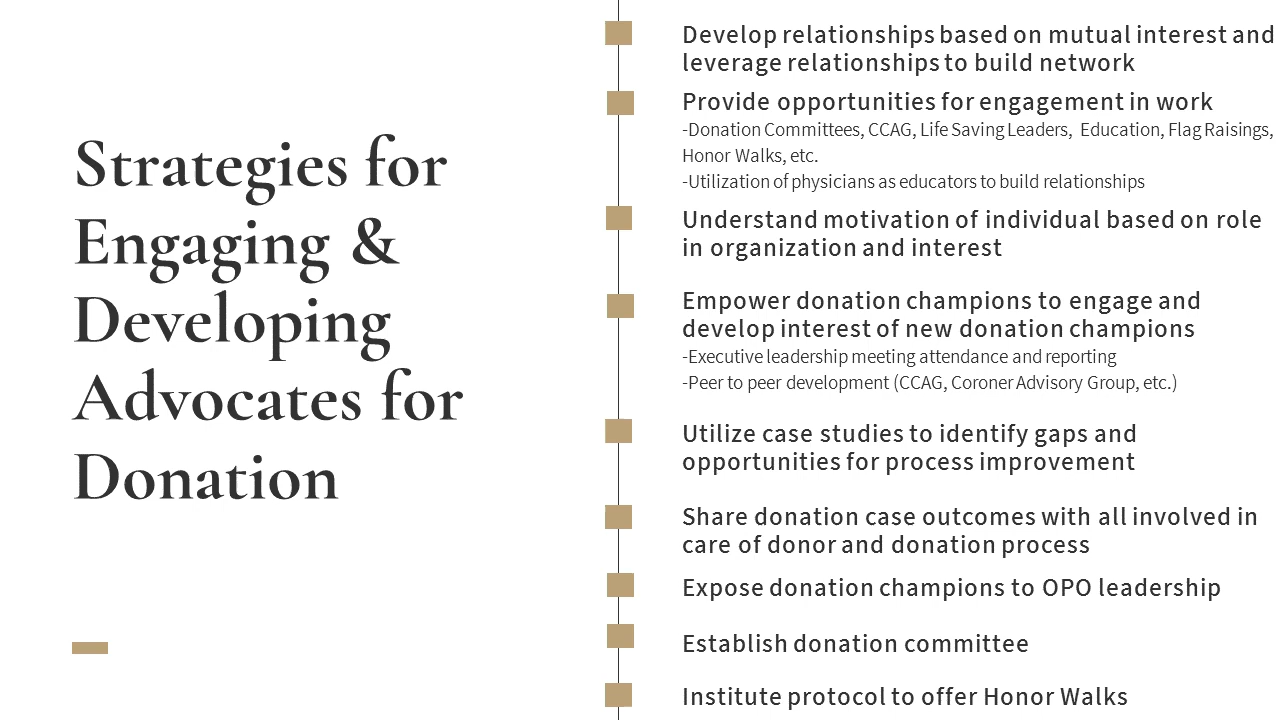 Strategies for
Engaging &
Developing
Advocates for
Donation
Develop relationships based on mutual interest and
leverage relationships to build network
Provide opportunities for engagement in work
-Donation Committees, CCAG, Life Saving Leaders, Education, Flag Raisings,
Honor Walks, etc.
-Utilization of physicians as educators to build relationships
Understand motivation of individual based on role
in organization and interest
Empower donation champions to engage and
develop interest of new donation champions
-Executive leadership meeting attendance and reporting
-Peer to peer development (CCAG, Coroner Advisory Group, etc.)
Utilize case studies to identify gaps and
opportunities for process improvement
Share donation case outcomes with all involved in
care of donor and donation process
Expose donation champions to OPO leadership
Establish donation committee
Institute protocol to offer Honor Walks